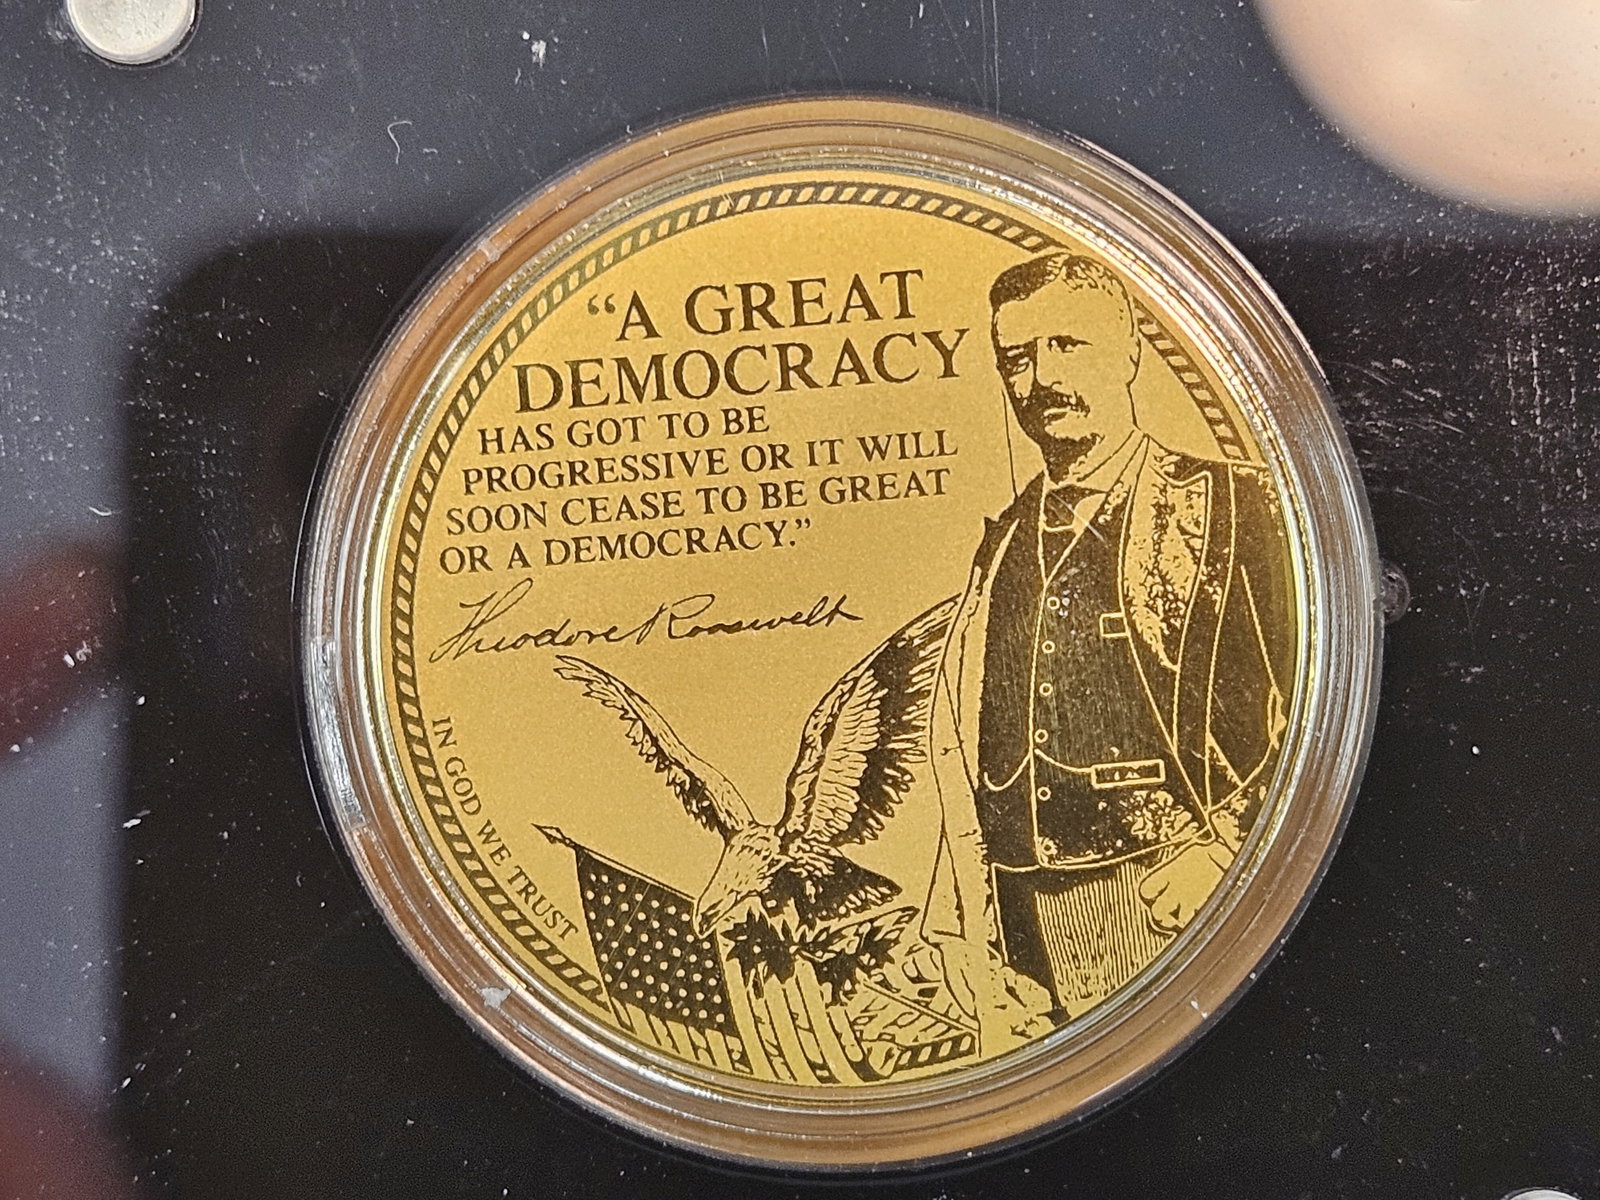 “A GREAT
DEMOCRACY
HAS GOT TO BE
PROGRESSIVE OR IT WILL
SOON CEASE TO BE GREAT
OR A DEMOCRACY.”
Theodore Roosevelt
IN GOD WE TRUST